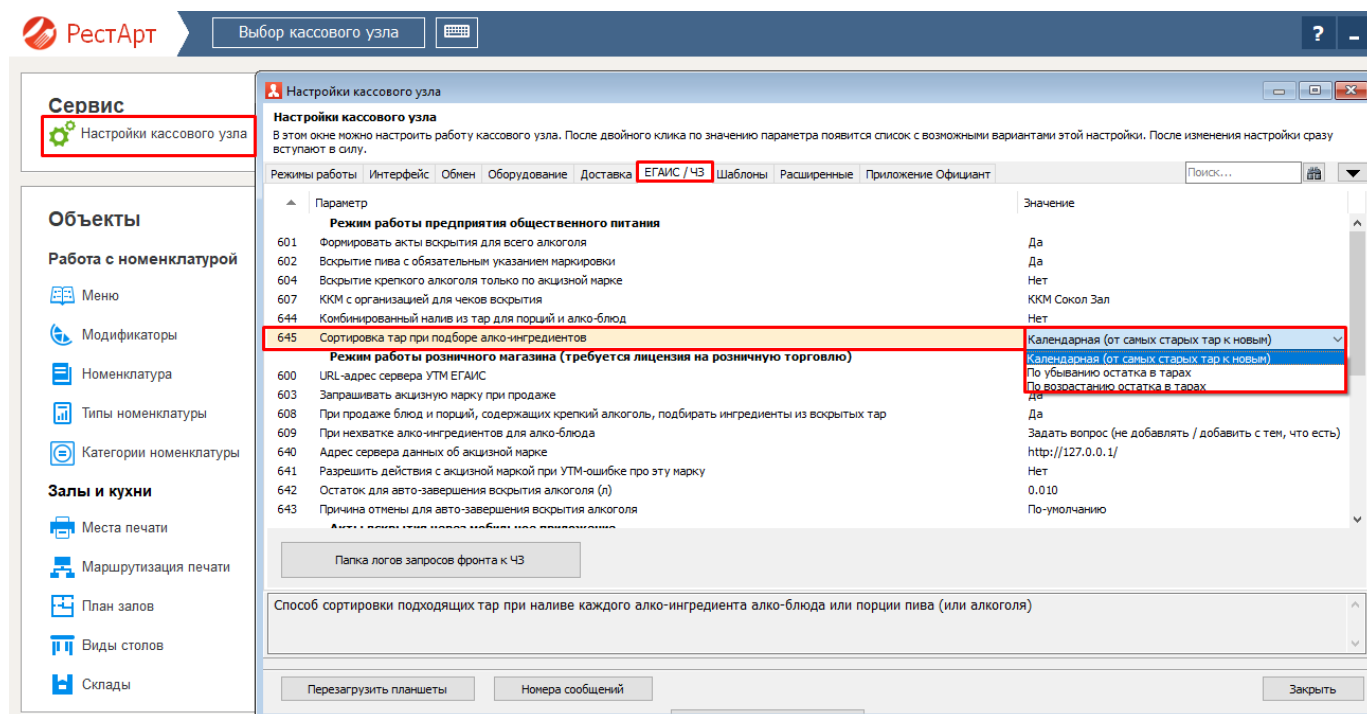 РестАрт
Выбор кассового узла
?
Сервис
Настройки кассового узла
Объекты
Работа с номенклатурой
Меню
Модификаторы
Номенклатура
Типы номенклатуры
Категории номенклатуры
Залы и кухни
Места печати
Маршрутизация печати
План залов
Виды столов
Склады
Настройки кассового узла
Настройки кассового узла
В этом окне можно настроить работу кассового узла. После двойного клика по значению параметра появится список с возможными вариантами этой настройки. После изменения настройки сразу
вступают в силу.
Режимы работы Интерфейс Обмен Оборудование Доставка ЕГАИС / ЧЗ Шаблоны Расширенные Приложение Официант Поиск...
Параметр Значение
Режим работы предприятия общественного питания
601 Формировать акты вскрытия для всего алкоголя Да
602 Вскрытие пива с обязательным указанием маркировки Да
604 Вскрытие крепкого алкоголя только по акцизной марке Нет
607 ККМ с организацией для чеков вскрытия ККМ Сокол Зал
644 Комбинированный налив из тар для порций и алко-блюд Нет
645 Сортировка тар при подборе алко-ингредиентов Календарная (от самых старых тар к новым)
Режим работы розничного магазина (требуется лицензия на розничную торговлю) Календарная (от самых старых тар к новым)
600 URL-адрес сервера УТМ ЕГАИС По убыванию остатка в тарах
По возрастанию остатка в тарах
603 Запрашивать акцизную марку при продаже Да
608 При продаже блюд и порций, содержащих крепкий алкоголь, подбирать ингредиенты из вскрытых тар Да
609 При нехватке алко-ингредиентов для алко-блюда Задать вопрос (не добавлять / добавить с тем, что есть)
640 Адрес сервера данных об акцизной марке http://127.0.0.1/
641 Разрешить действия с акцизной маркой при УТМ-ошибке про эту марку Нет
642 Остаток для авто-завершения вскрытия алкоголя (л) 0.010
643 Причина отмены для авто-завершения вскрытия алкоголя По-умолчанию
Акты вскрытия через мобильное приложение
Папка логов запросов фронта к ЧЗ
Способ сортировки подходящих тар при наливе каждого алко-ингредиента алко-блюда или порции пива (или алкоголя)
Перезагрузить планшеты Номера сообщений Закрыть